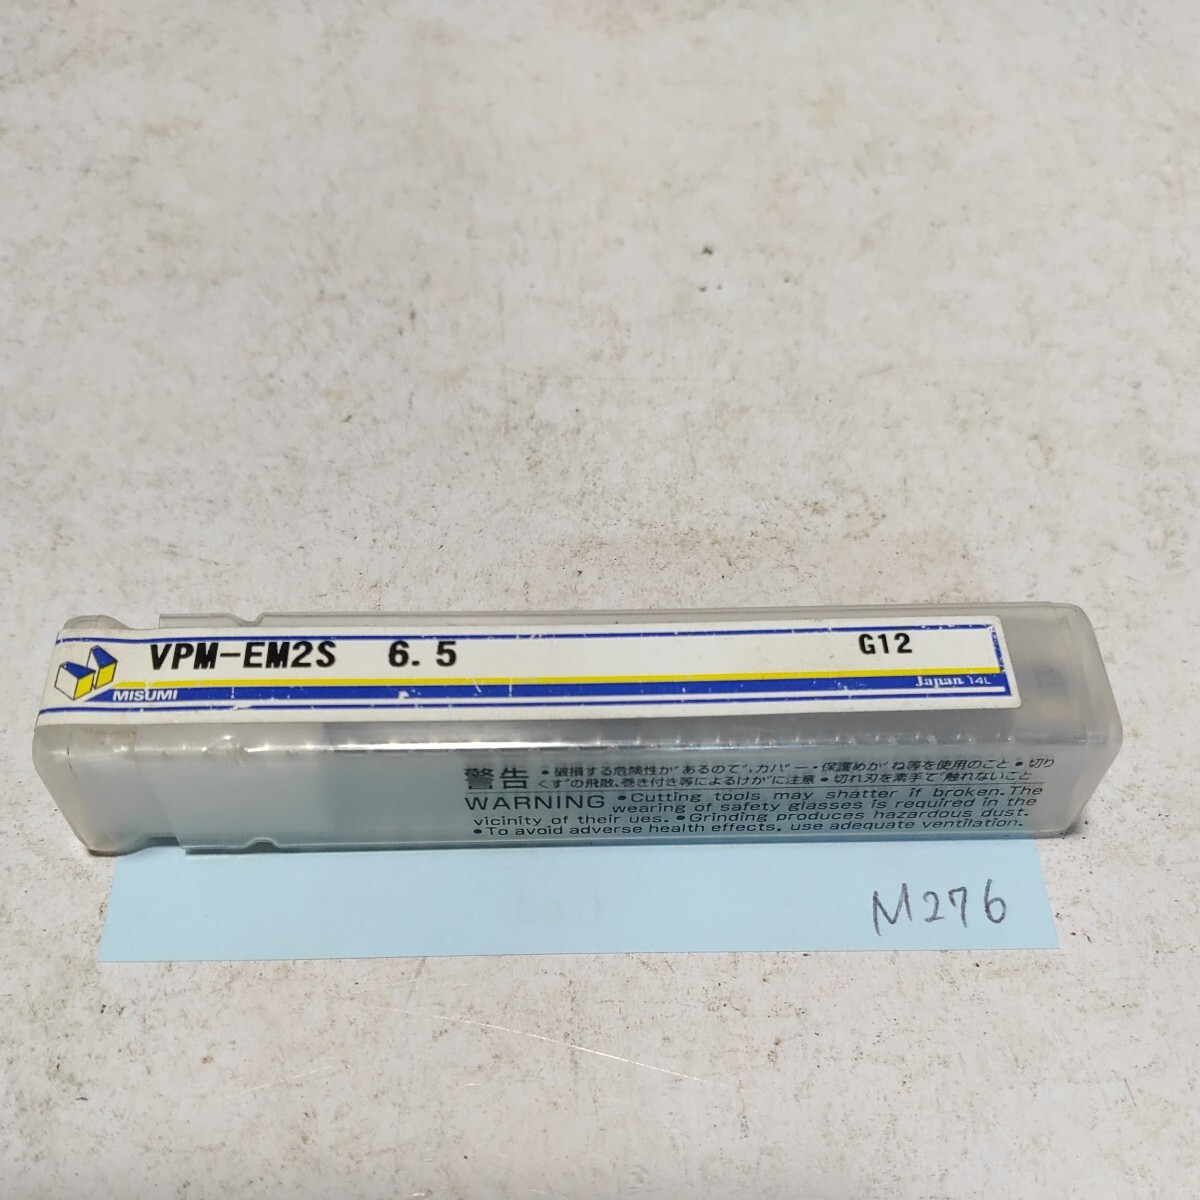 VPM-EM2S 6.5 G12
MISUMI
Japan 14L
警告 •破損する危険性があるので,カバー・保護めがね等を使用のこと •切り
くずの飛散、巻き付き等によるけがに注意 •切れ刃を素手で触れないこと
WARNING •Cutting tools may shatter if broken. The
wearing of safety glasses is required in the
vicinity of their ues. •Grinding produces hazardous dust.
•To avoid adverse health effects, use adequate ventilation.
M276